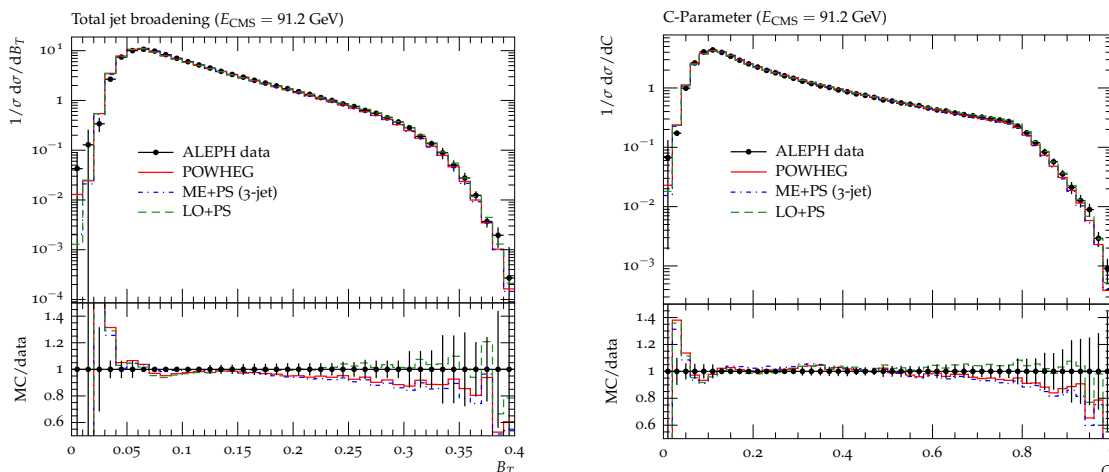 Total jet broadening (E_CMS = 91.2 GeV)
1/σ dσ/dB_T
10^1
1
10^−1
10^−2
10^−3
10^−4
ALEPH data
POWHEG
ME+PS (3-jet)
LO+PS
MC/data
1.4
1.2
1
0.8
0.6
0 0.05 0.1 0.15 0.2 0.25 0.3 0.35 0.4
B_T
C-Parameter (E_CMS = 91.2 GeV)
1/σ dσ/dC
1
10^−1
10^−2
10^−3
ALEPH data
POWHEG
ME+PS (3-jet)
LO+PS
MC/data
1.4
1.2
1
0.8
0.6
0 0.2 0.4 0.6 0.8